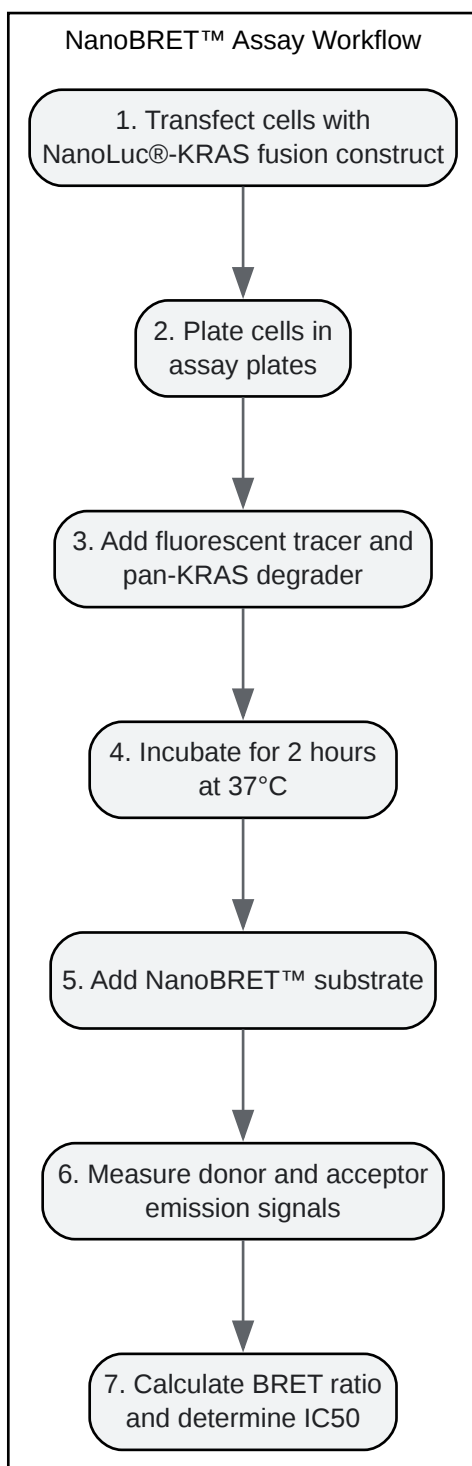 NanoBRET™ Assay Workflow
1. Transfect cells with
NanoLuc®-KRAS fusion construct
2. Plate cells in
assay plates
3. Add fluorescent tracer and
pan-KRAS degrader
4. Incubate for 2 hours
at 37°C
5. Add NanoBRET™ substrate
6. Measure donor and acceptor
emission signals
7. Calculate BRET ratio
and determine IC50